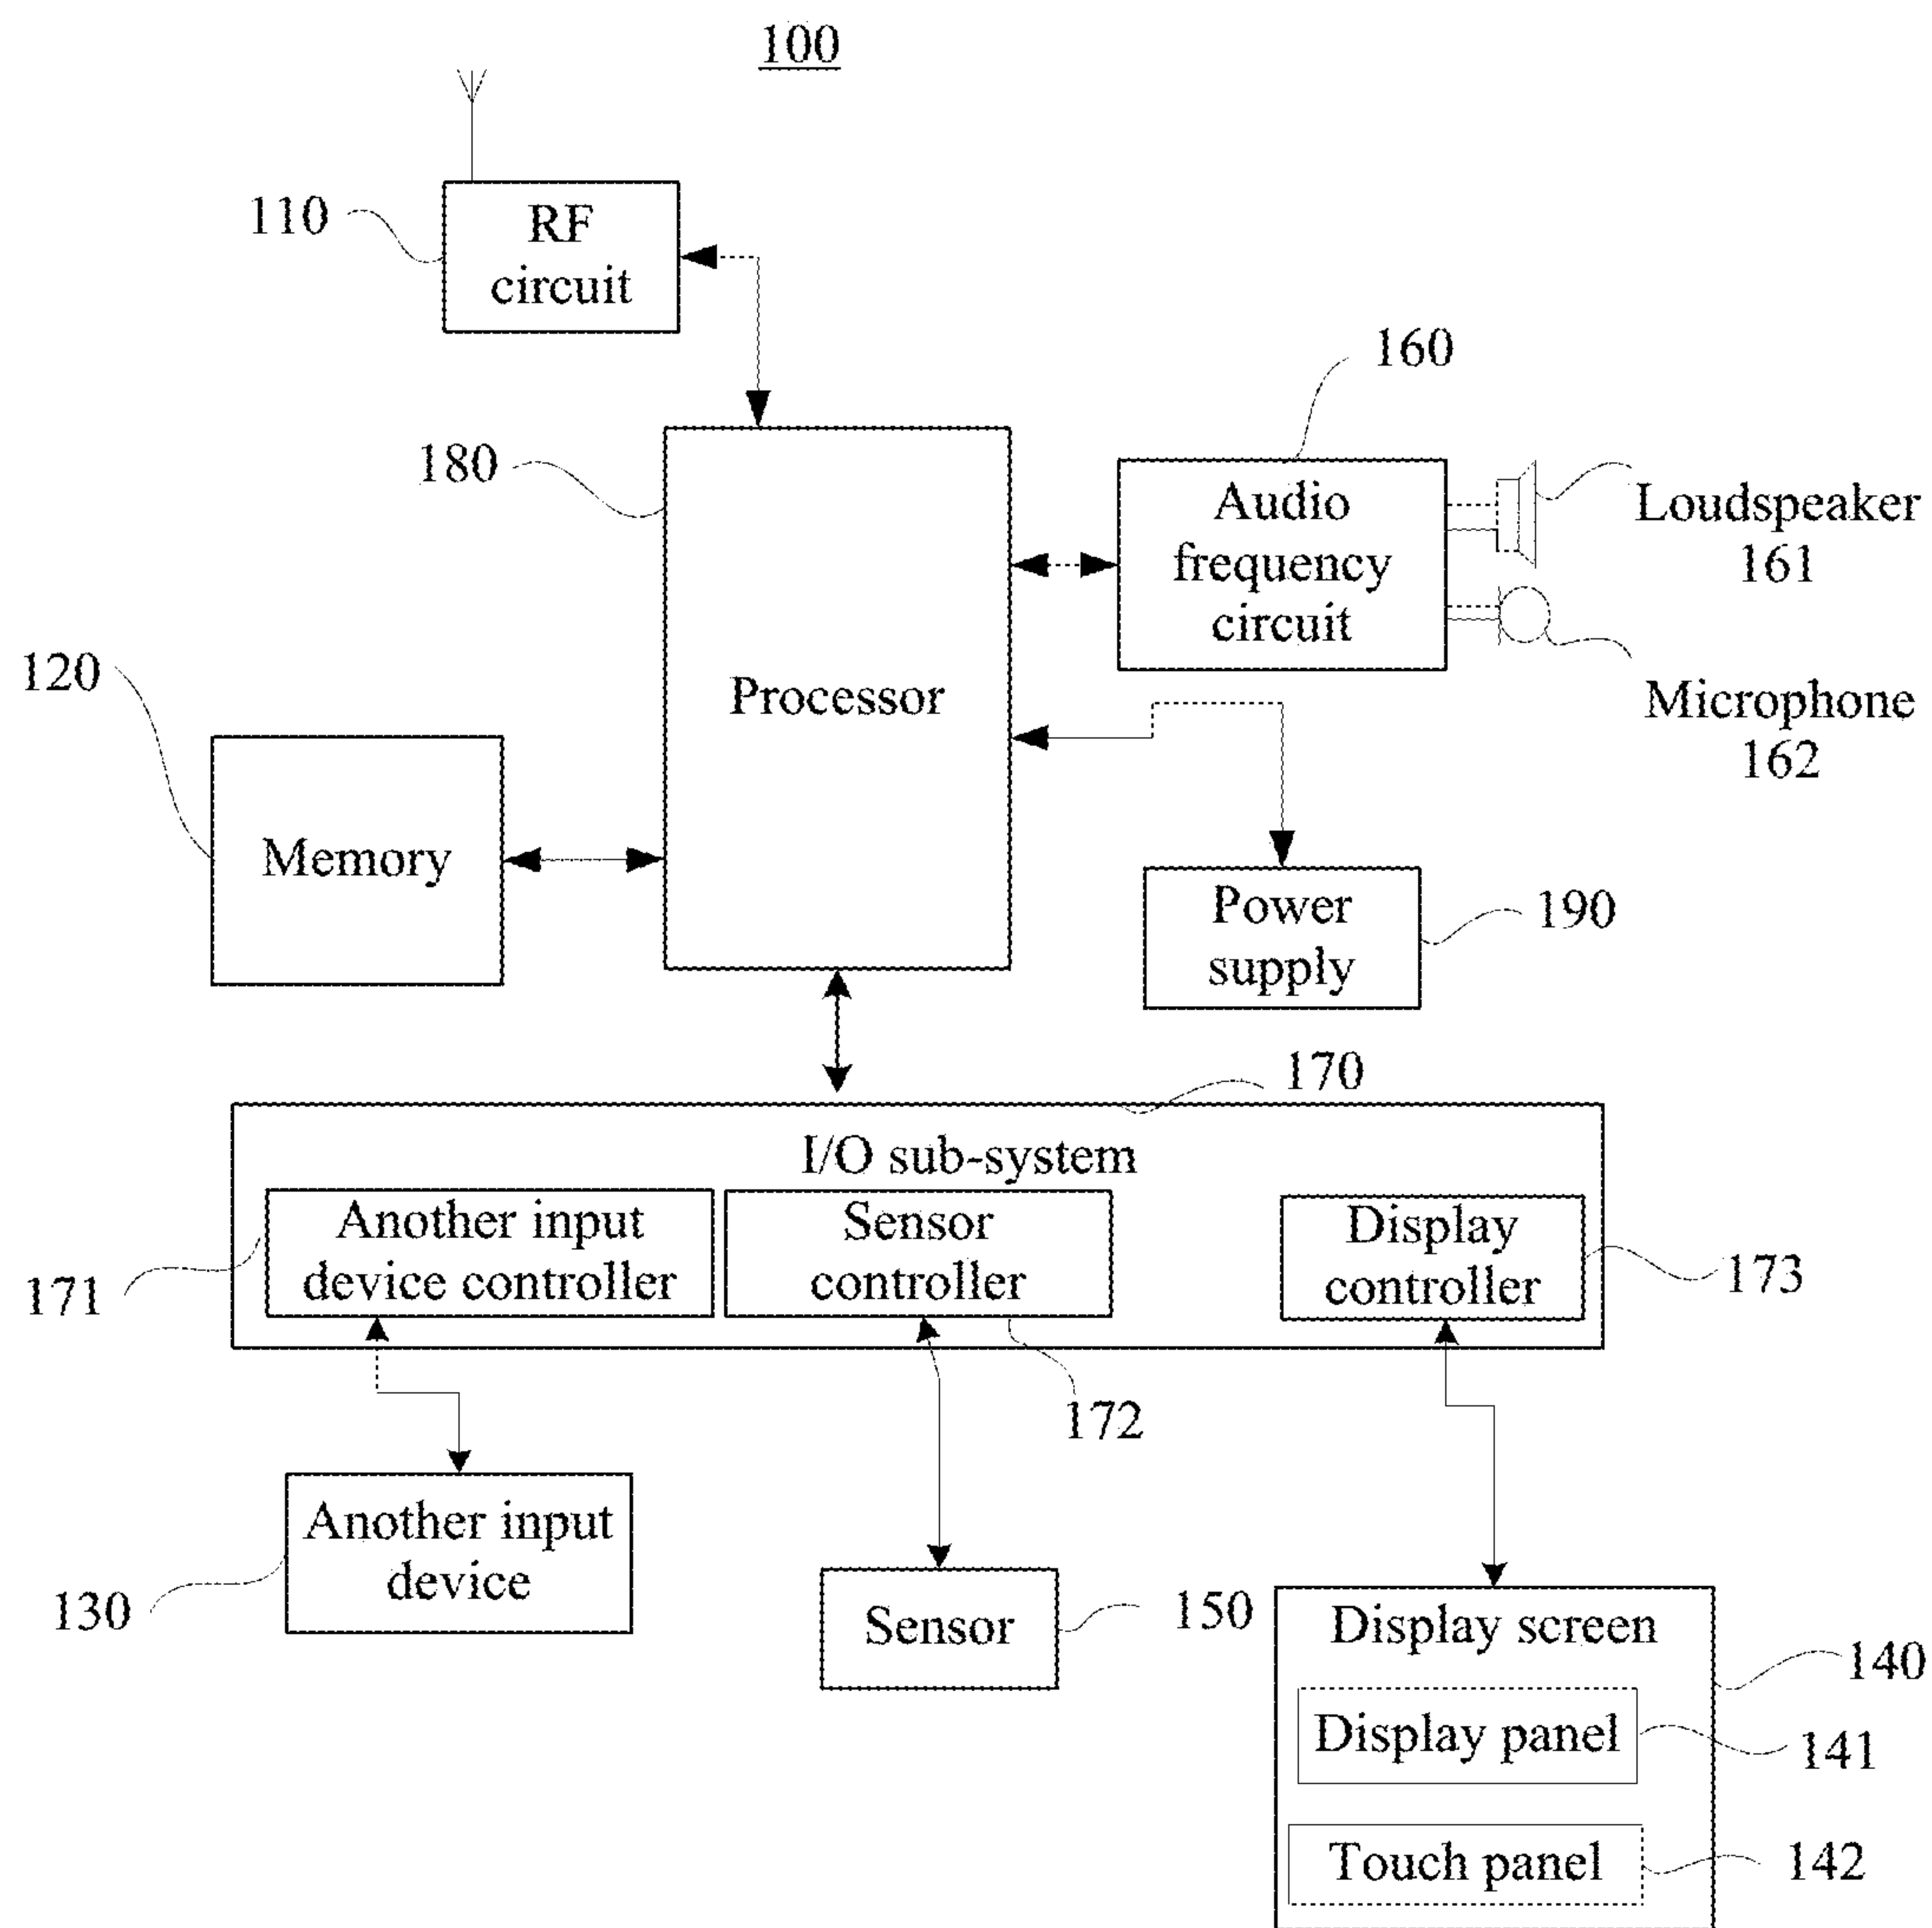 100
110
RF
circuit
160
180
Audio
frequency
circuit
Loudspeaker
161
120
Processor
Microphone
162
Memory
Power
supply
190
170
I/O sub-system
Another input
device controller
Sensor
controller
Display
controller
171
173
172
Another input
device
130
Sensor
150
Display screen
140
Display panel
141
Touch panel
142